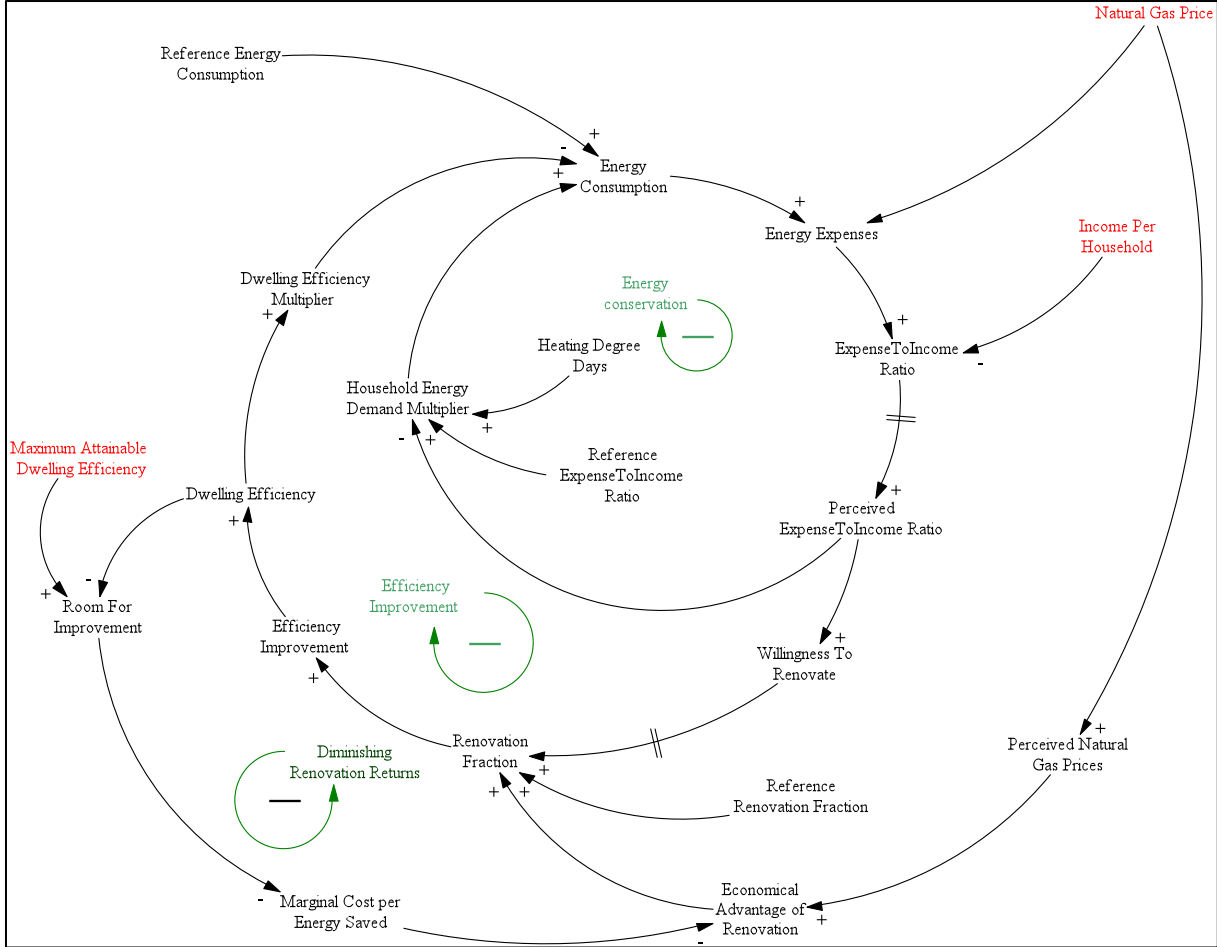 Natural Gas Price
Reference Energy
Consumption
+
-
+
Energy
Consumption
+
Energy Expenses
Income Per
Household
Dwelling Efficiency
Multiplier
+
Energy
conservation
—
+
ExpenseToIncome
Ratio
-
Heating Degree
Days
Household Energy
Demand Multiplier
+
-
+
Reference
ExpenseToIncome
Ratio
Maximum Attainable
Dwelling Efficiency
Dwelling Efficiency
+
+
Perceived
ExpenseToIncome Ratio
-
+
Room For
Improvement
Efficiency
Improvement
—
Efficiency
Improvement
+
+
Willingness To
Renovate
Renovation
Fraction
+
+
+
Diminishing
Renovation Returns
—
+
Perceived Natural
Gas Prices
Reference
Renovation Fraction
-
Marginal Cost per
Energy Saved
Economical
Advantage of
Renovation
+
-